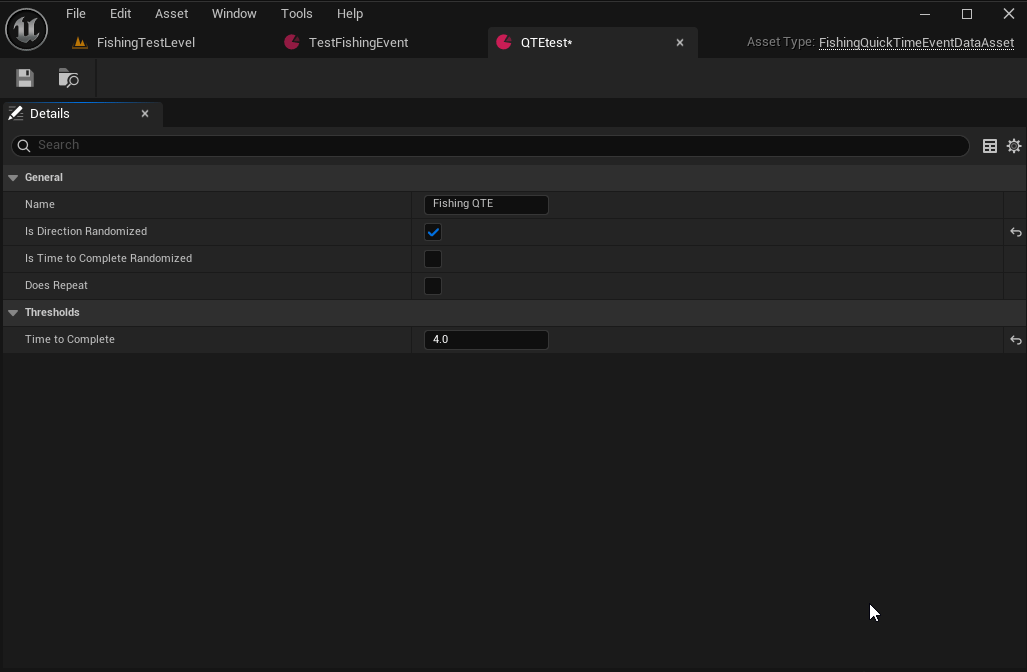 File Edit Asset Window Tools Help
FishingTestLevel TestFishingEvent QTEtest* Asset Type: FishingQuickTimeEventDataAsset
Details
Search
General
Name Fishing QTE
Is Direction Randomized
Is Time to Complete Randomized
Does Repeat
Thresholds
Time to Complete 4.0